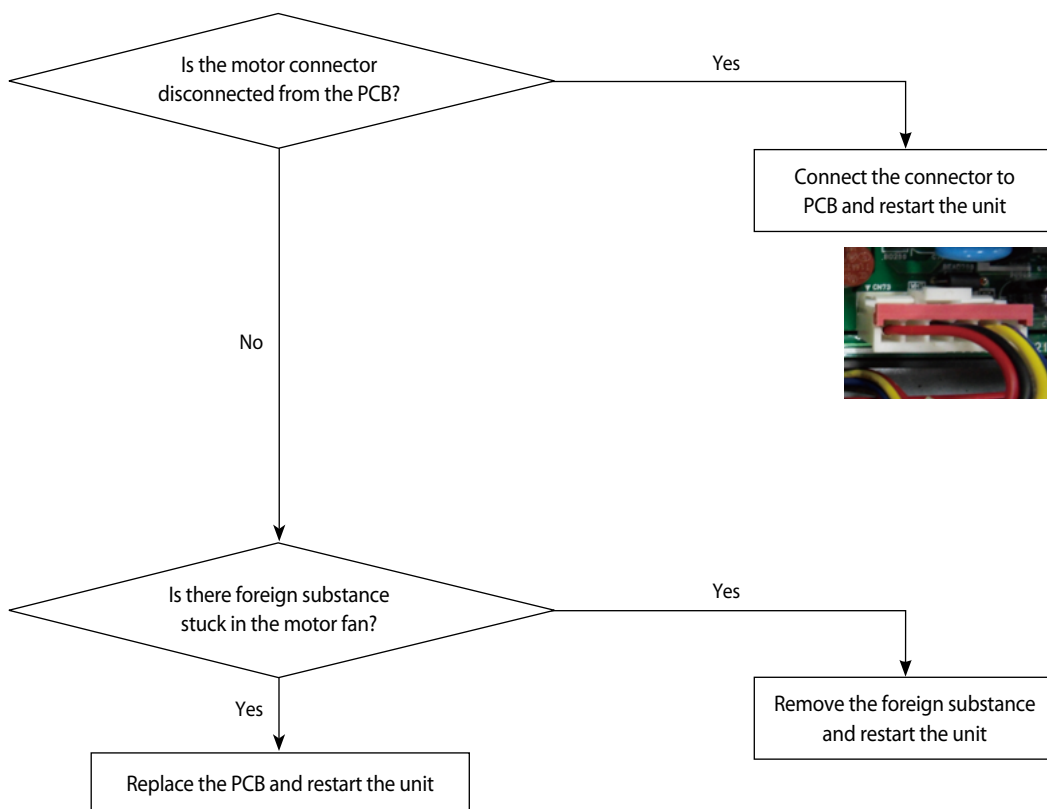 Is the motor connector
disconnected from the PCB?
Yes
Connect the connector to
PCB and restart the unit
No
Is there foreign substance
stuck in the motor fan?
Yes
Remove the foreign substance
and restart the unit
Yes
Replace the PCB and restart the unit